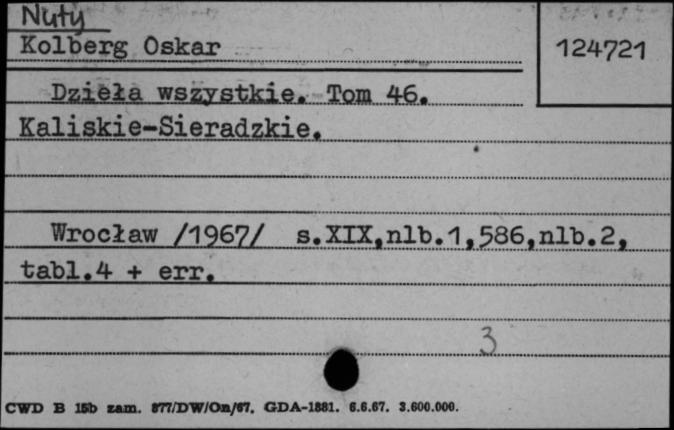 Nuty
Kolberg Oskar
124721
Dzieła wszystkie. Tom 46.
Kaliskie-Sieradzkie.
Wrocław /1967/ s.XIX,nlb.1,586,nlb.2,
tabl.4 + err.
3
CWD B 15b zam. 877/DW/On/67. GDA-1881. 6.6.67. 3.600.000.